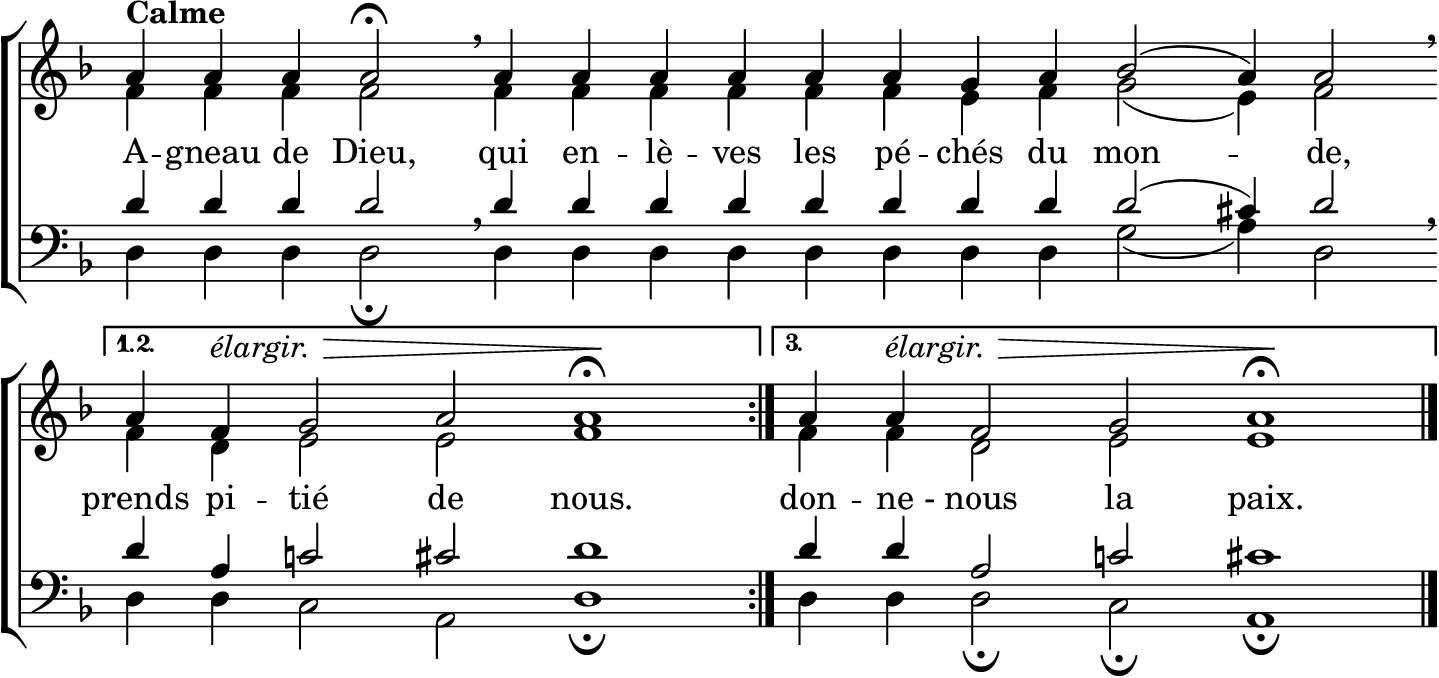 Calme
A -- gneau de Dieu, qui en -- lè -- ves les pé -- chés du mon -- de,
1.2. élargir. 3. élargir.
prends pi -- tié de nous. don -- ne - nous la paix.